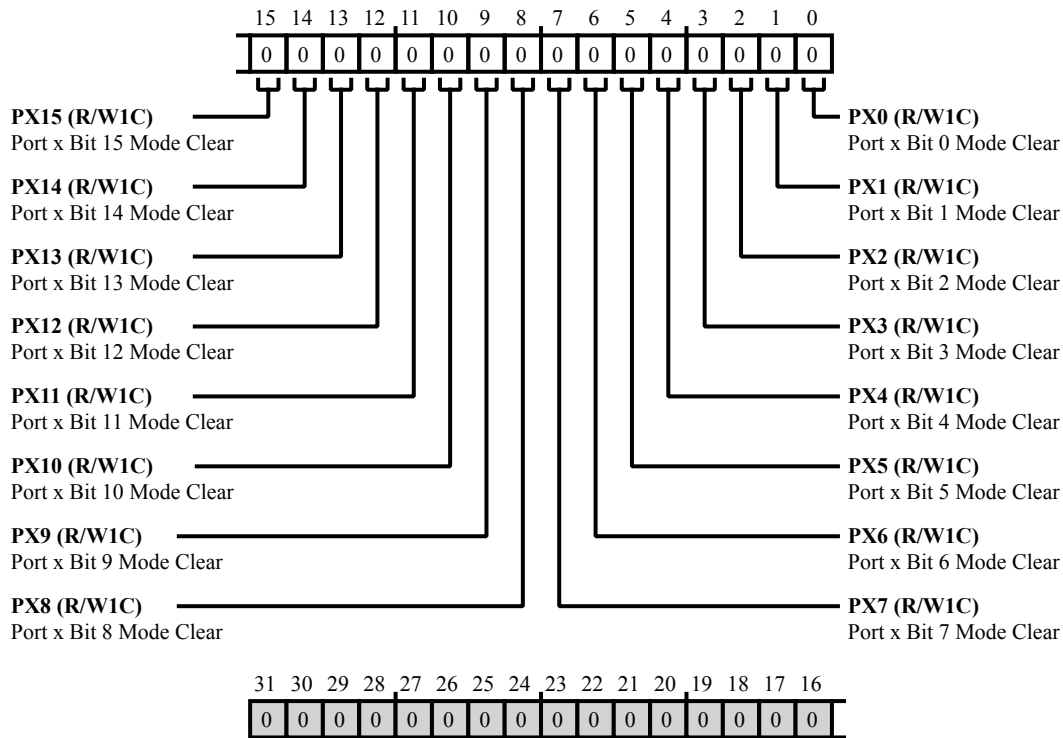 15 14 13 12 11 10 9 8 7 6 5 4 3 2 1 0
0 0 0 0 0 0 0 0 0 0 0 0 0 0 0 0
PX15 (R/W1C)
Port x Bit 15 Mode Clear
PX14 (R/W1C)
Port x Bit 14 Mode Clear
PX13 (R/W1C)
Port x Bit 13 Mode Clear
PX12 (R/W1C)
Port x Bit 12 Mode Clear
PX11 (R/W1C)
Port x Bit 11 Mode Clear
PX10 (R/W1C)
Port x Bit 10 Mode Clear
PX9 (R/W1C)
Port x Bit 9 Mode Clear
PX8 (R/W1C)
Port x Bit 8 Mode Clear
PX0 (R/W1C)
Port x Bit 0 Mode Clear
PX1 (R/W1C)
Port x Bit 1 Mode Clear
PX2 (R/W1C)
Port x Bit 2 Mode Clear
PX3 (R/W1C)
Port x Bit 3 Mode Clear
PX4 (R/W1C)
Port x Bit 4 Mode Clear
PX5 (R/W1C)
Port x Bit 5 Mode Clear
PX6 (R/W1C)
Port x Bit 6 Mode Clear
PX7 (R/W1C)
Port x Bit 7 Mode Clear
31 30 29 28 27 26 25 24 23 22 21 20 19 18 17 16
0 0 0 0 0 0 0 0 0 0 0 0 0 0 0 0